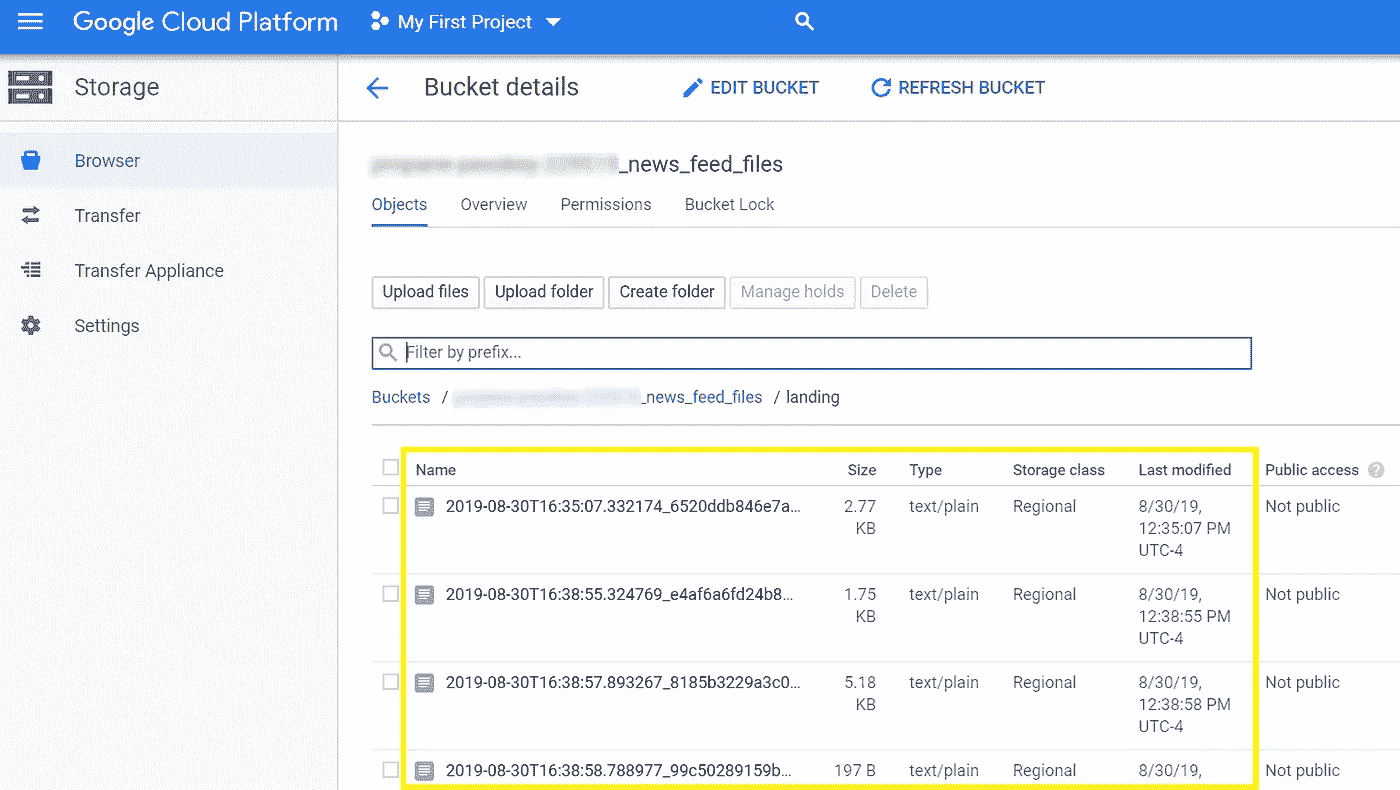 Google Cloud Platform My First Project
Storage
Bucket details EDIT BUCKET REFRESH BUCKET
Browser
Transfer
Transfer Appliance
Settings
_news_feed_files
Objects Overview Permissions Bucket Lock
Upload files Upload folder Create folder Manage holds Delete
Filter by prefix...
Buckets / _news_feed_files / landing
Name Size Type Storage class Last modified Public access ?
2019-08-30T16:35:07.332174_6520ddb846e7a... 2.77 text/plain Regional 8/30/19, Not public
KB 12:35:07 PM
UTC-4
2019-08-30T16:38:55.324769_e4af6a6fd24b8... 1.75 text/plain Regional 8/30/19, Not public
KB 12:38:55 PM
UTC-4
2019-08-30T16:38:57.893267_8185b3229a3c0... 5.18 text/plain Regional 8/30/19, Not public
KB 12:38:58 PM
UTC-4
2019-08-30T16:38:58.788977_99c50289159b... 197 B text/plain Regional 8/30/19, Not public